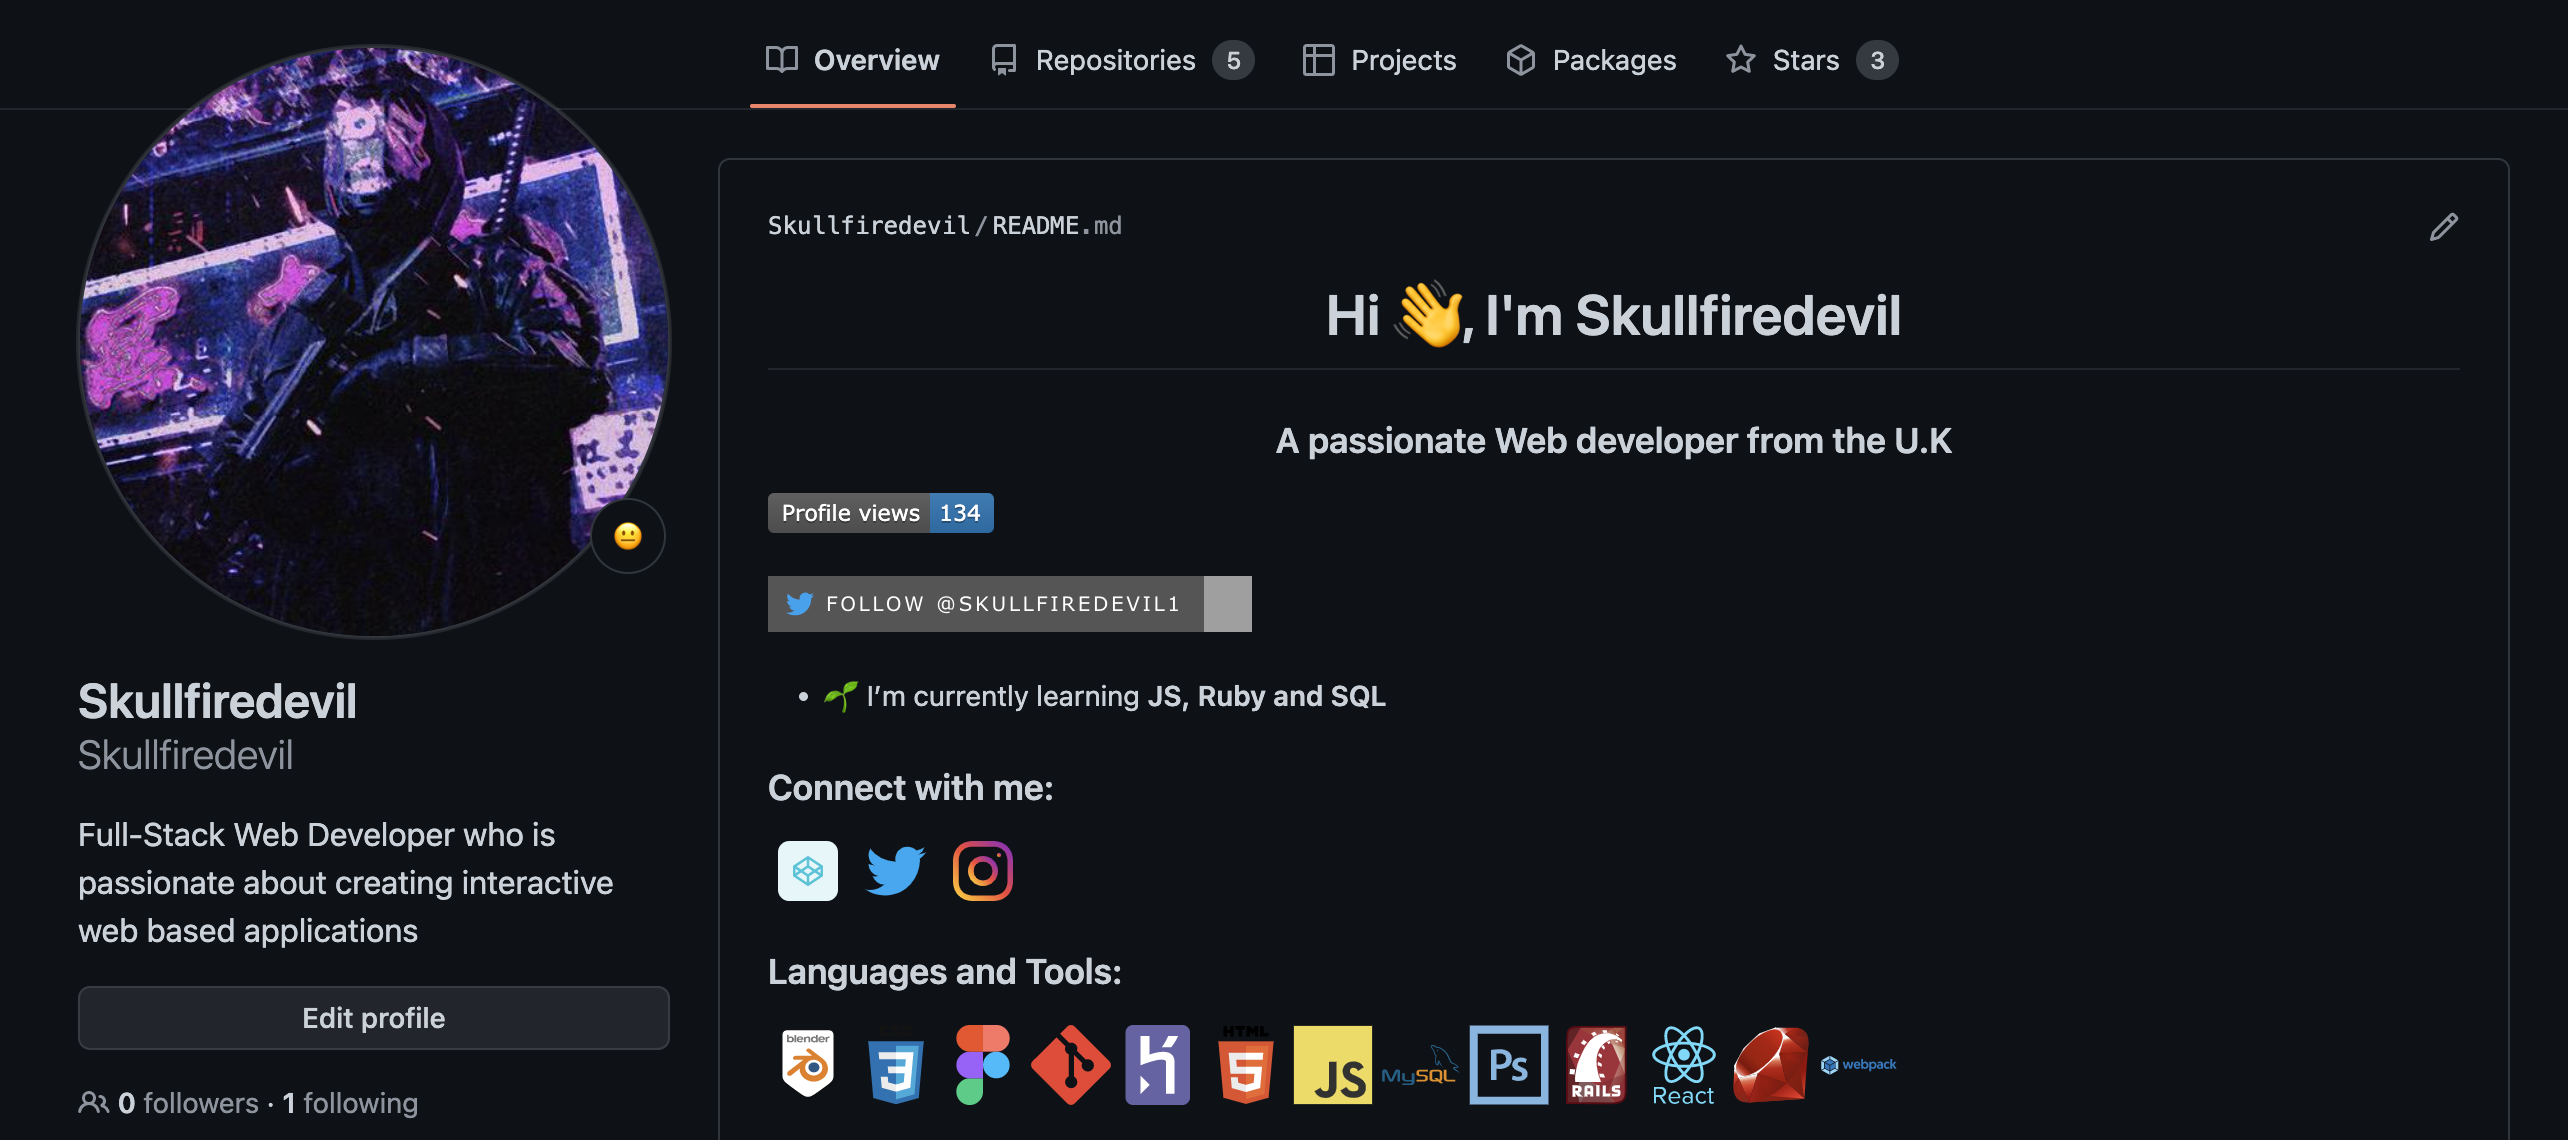 Overview Repositories 5 Projects Packages Stars 3
Skullfiredevil/README.md
Hi 👋, I'm Skullfiredevil
A passionate Web developer from the U.K
Profile views 134
FOLLOW @SKULLFIREDEVIL1
• 🌱 I’m currently learning JS, Ruby and SQL
Connect with me:
Languages and Tools:
blender
3
HTML
5
JS
MySQL
Ps
RAILS
React
webpack
Skullfiredevil
Skullfiredevil
Full-Stack Web Developer who is
passionate about creating interactive
web based applications
Edit profile
0 followers · 1 following